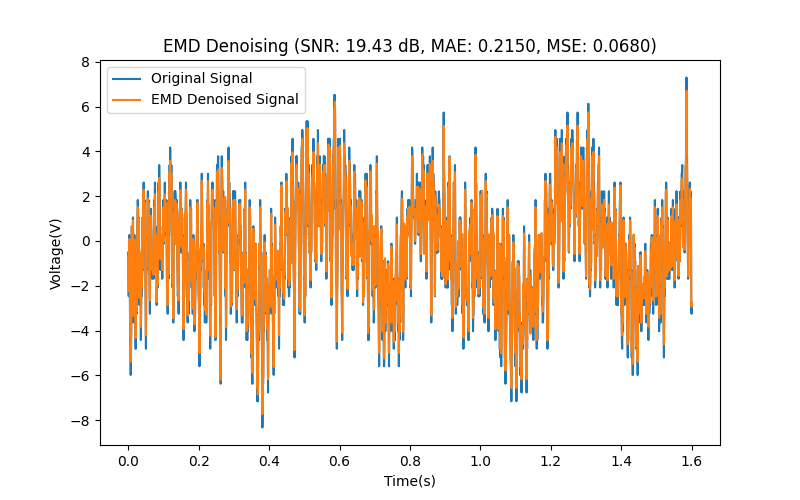 EMD Denoising (SNR: 19.43 dB, MAE: 0.2150, MSE: 0.0680)
Original Signal
EMD Denoised Signal
Voltage(V)
8
6
4
2
0
−2
−4
−6
−8
0.0 0.2 0.4 0.6 0.8 1.0 1.2 1.4 1.6
Time(s)